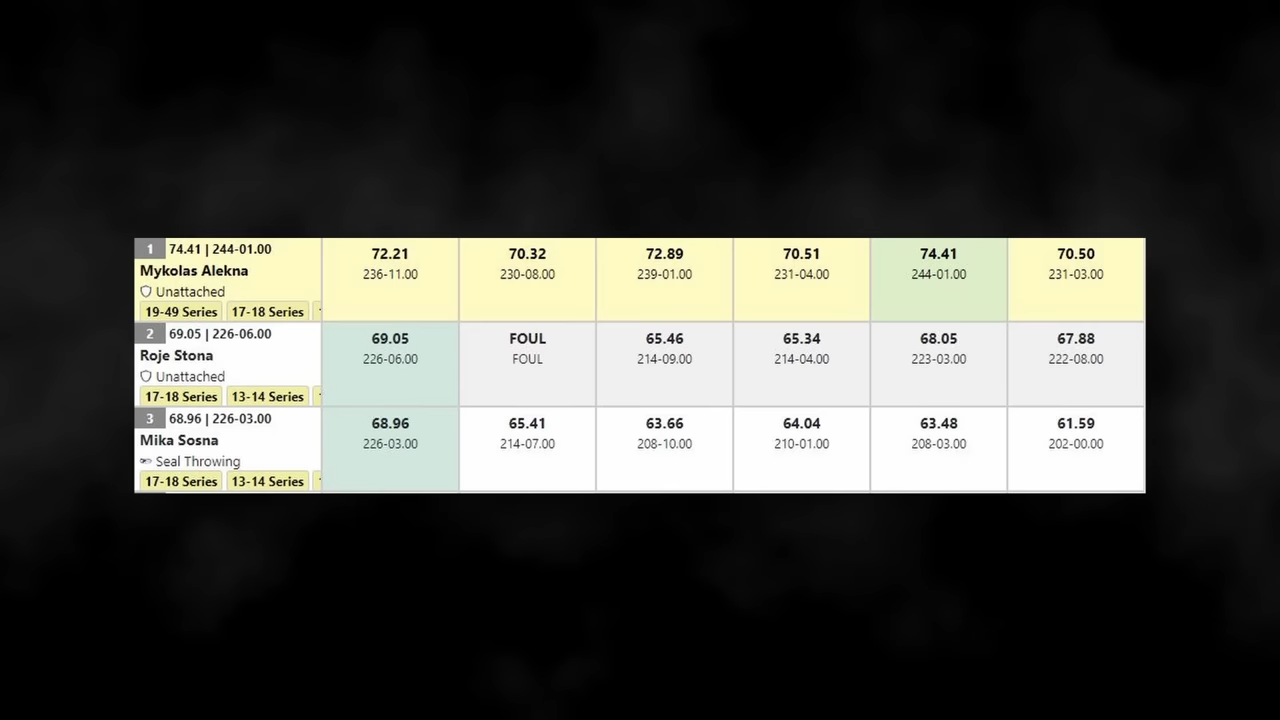 1 74.41 | 244-01.00
Mykolas Alekna
Unattached
19-49 Series 17-18 Series
72.21 70.32 72.89 70.51 74.41 70.50
236-11.00 230-08.00 239-01.00 231-04.00 244-01.00 231-03.00
2 69.05 | 226-06.00
Roje Stona
Unattached
17-18 Series 13-14 Series
69.05 FOUL 65.46 65.34 68.05 67.88
226-06.00 FOUL 214-09.00 214-04.00 223-03.00 222-08.00
3 68.96 | 226-03.00
Mika Sosna
Seal Throwing
17-18 Series 13-14 Series
68.96 65.41 63.66 64.04 63.48 61.59
226-03.00 214-07.00 208-10.00 210-01.00 208-03.00 202-00.00